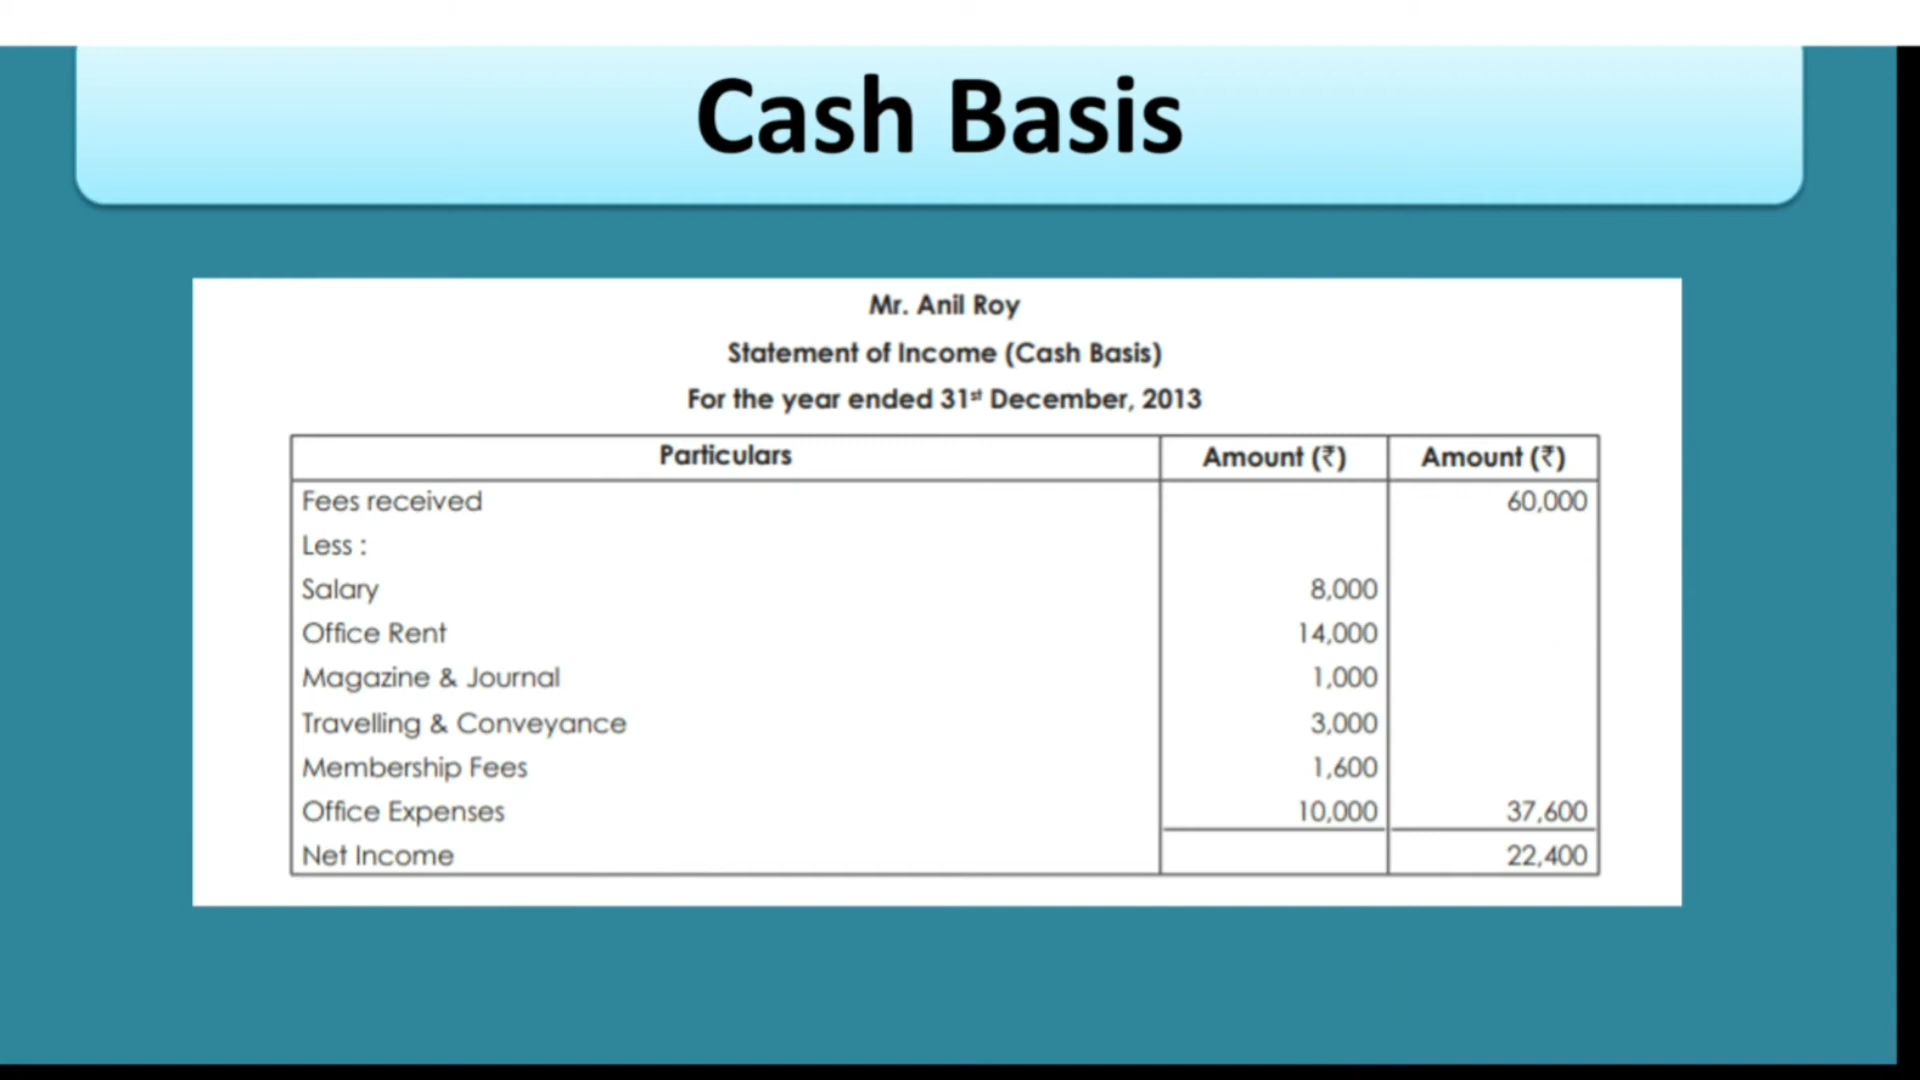 Cash Basis
Mr. Anil Roy
Statement of Income (Cash Basis)
For the year ended 31st December, 2013
Particulars Amount (₹) Amount (₹)
Fees received 60,000
Less :
Salary 8,000
Office Rent 14,000
Magazine & Journal 1,000
Travelling & Conveyance 3,000
Membership Fees 1,600
Office Expenses 10,000 37,600
Net Income 22,400